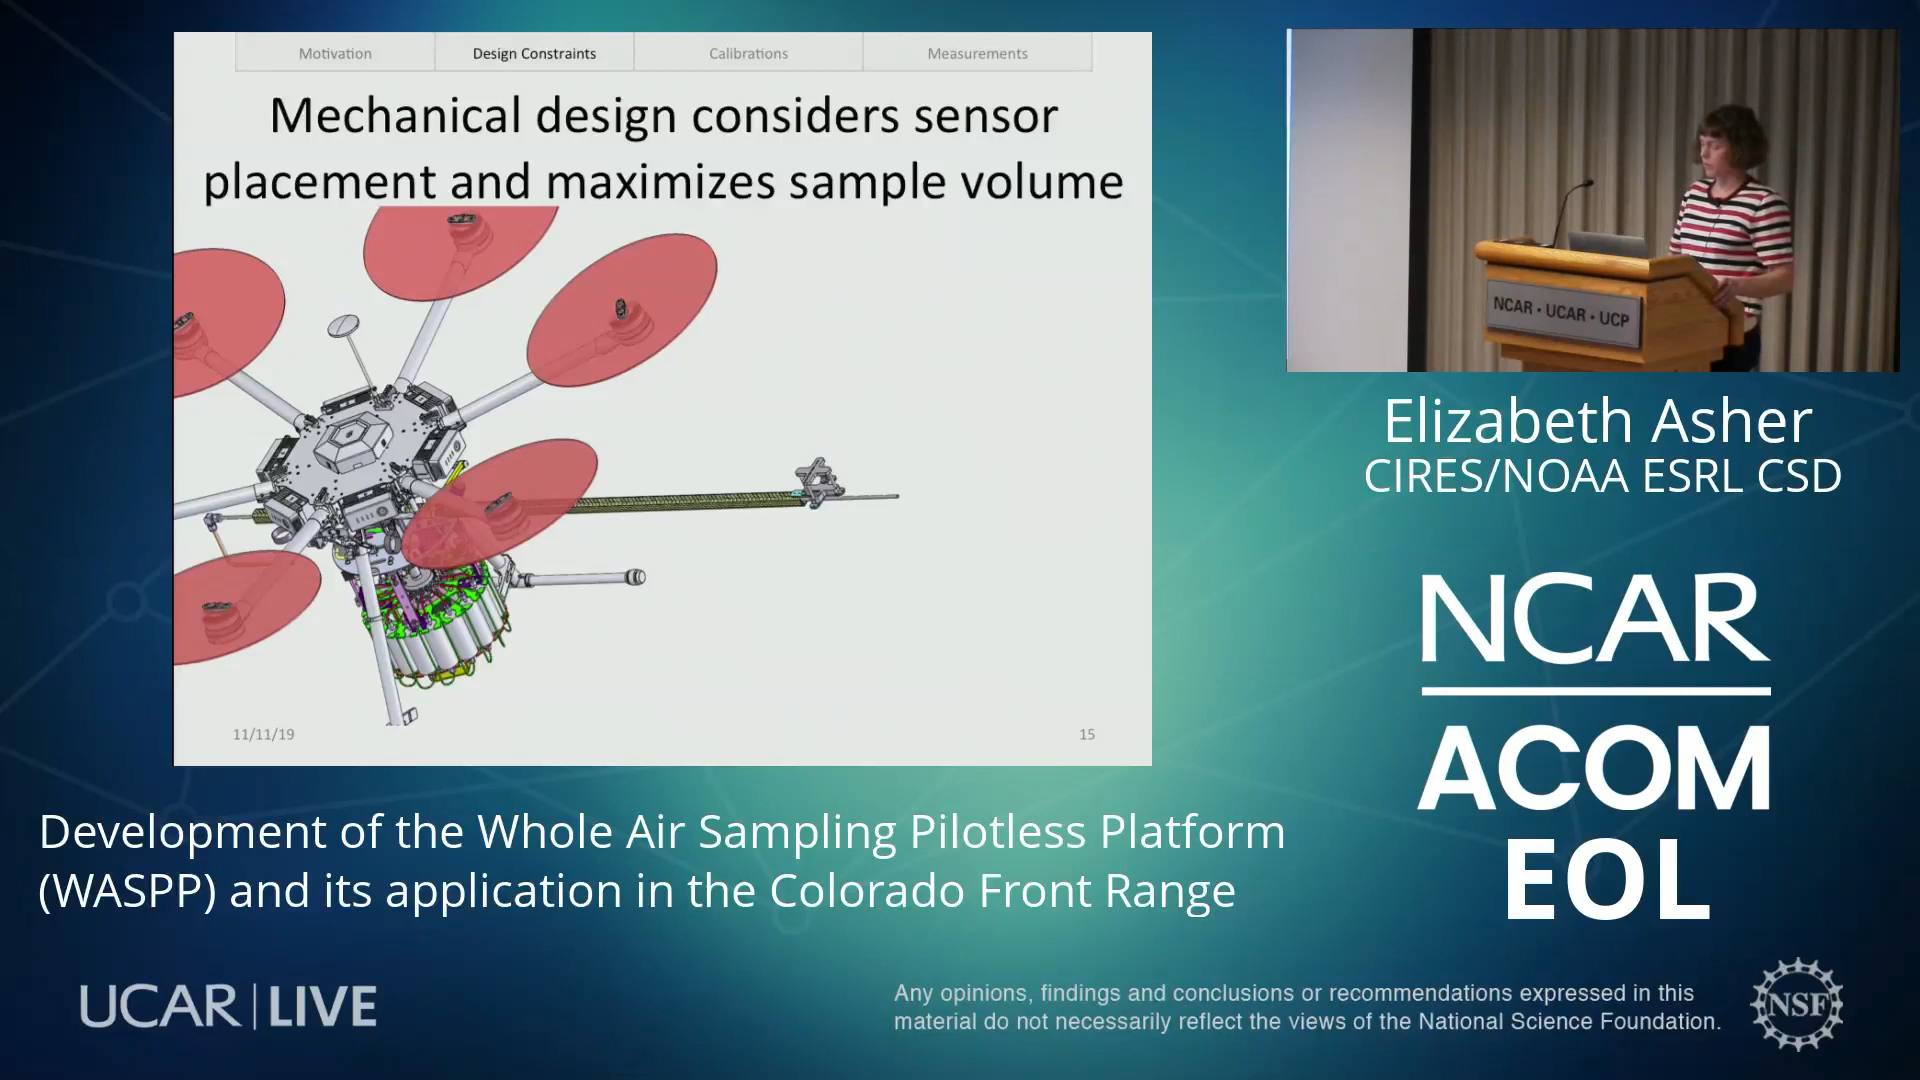 Motivation
Design Constraints
Calibrations
Measurements
Mechanical design considers sensor
placement and maximizes sample volume
11/11/19
15
NCAR • UCAR • UCP
Elizabeth Asher
CIRES/NOAA ESRL CSD
NCAR
ACOM
EOL
Development of the Whole Air Sampling Pilotless Platform
(WASPP) and its application in the Colorado Front Range
UCAR | LIVE
Any opinions, findings and conclusions or recommendations expressed in this
material do not necessarily reflect the views of the National Science Foundation.
NSF